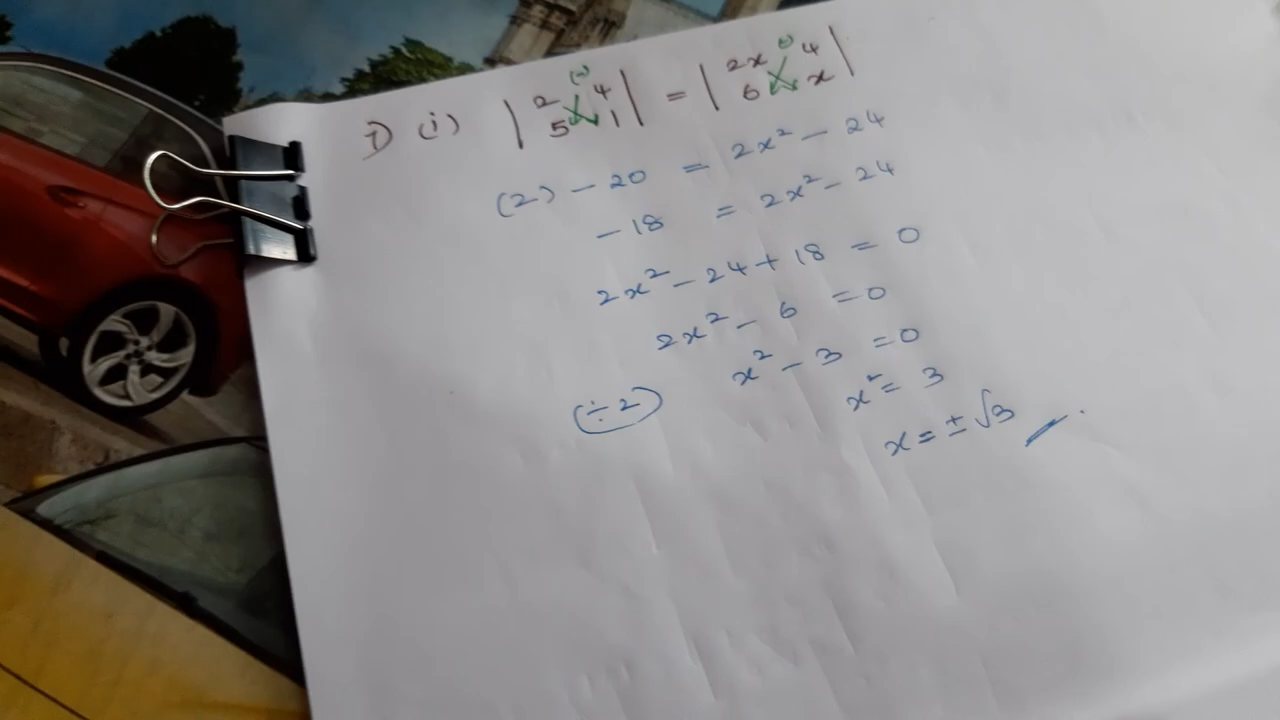 7) (i) | 2 (-) 4 | = | 2x (-) 4 |
| 5 1 | | 6 x |
(2) - 20 = 2x² - 24
- 18 = 2x² - 24
2x² - 24 + 18 = 0
2x² - 6 = 0
(÷ 2) x² - 3 = 0
x² = 3
x = ± √3